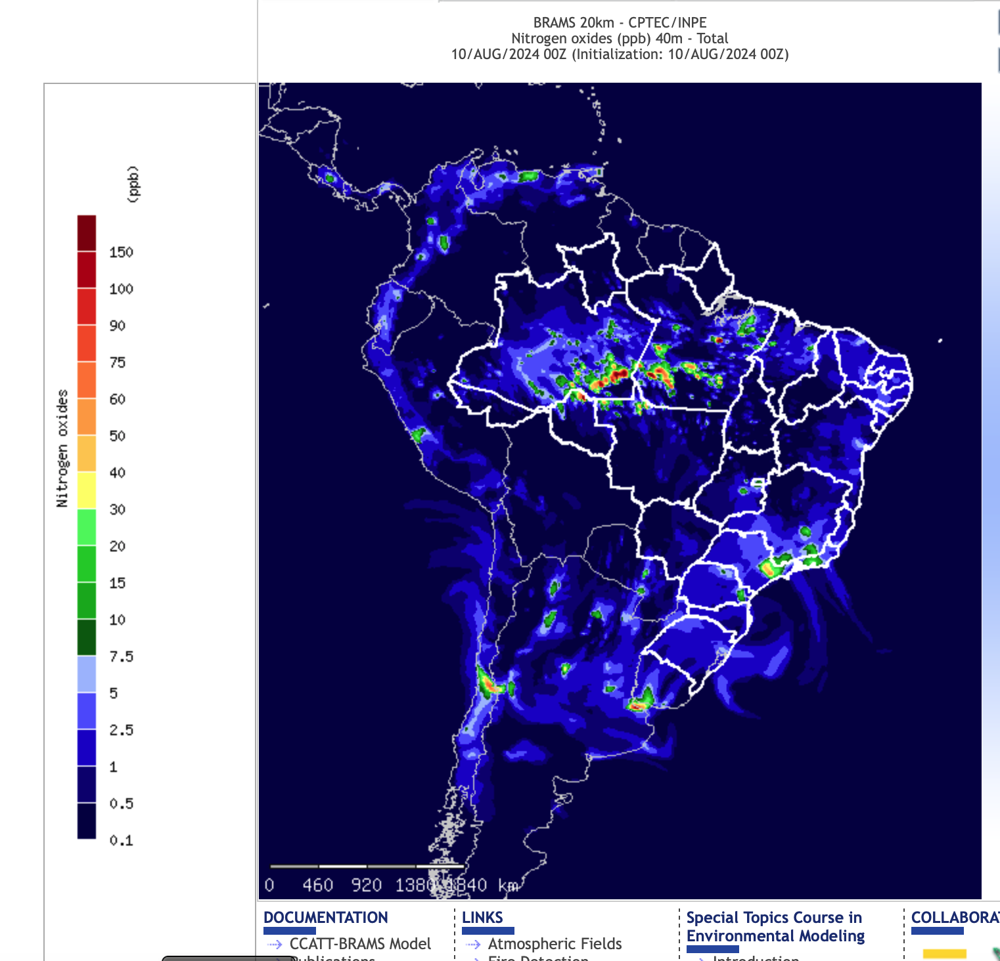 BRAMS 20km - CPTEC/INPE
Nitrogen oxides (ppb) 40m - Total
10/AUG/2024 00Z (Initialization: 10/AUG/2024 00Z)
(ppb)
Nitrogen oxides
150
100
90
75
60
50
40
30
20
15
10
7.5
5
2.5
1
0.5
0.1
0 460 920 1380 1840 km
DOCUMENTATION
CCATT-BRAMS Model
LINKS
Atmospheric Fields
Special Topics Course in
Environmental Modeling
COLLABORA